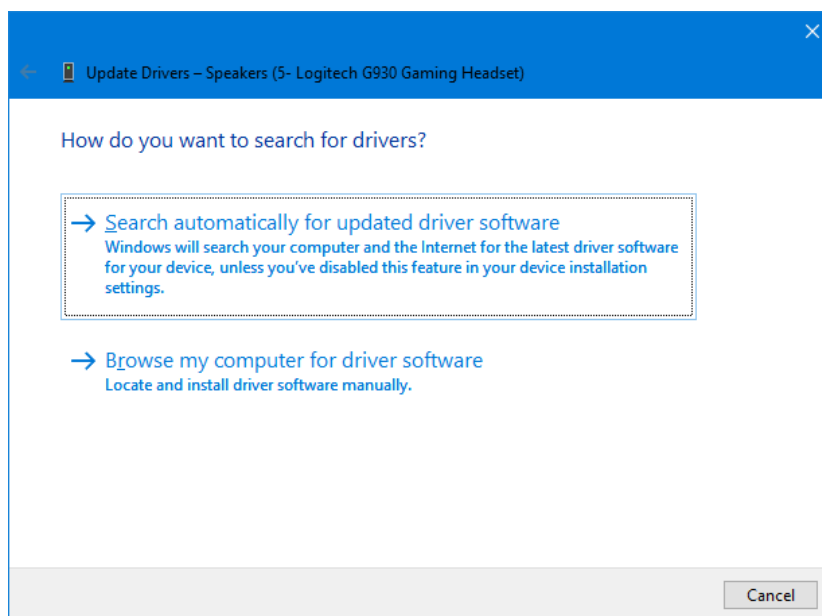 Update Drivers – Speakers (5- Logitech G930 Gaming Headset)
How do you want to search for drivers?
Search automatically for updated driver software
Windows will search your computer and the Internet for the latest driver software
for your device, unless you’ve disabled this feature in your device installation
settings.
Browse my computer for driver software
Locate and install driver software manually.
Cancel